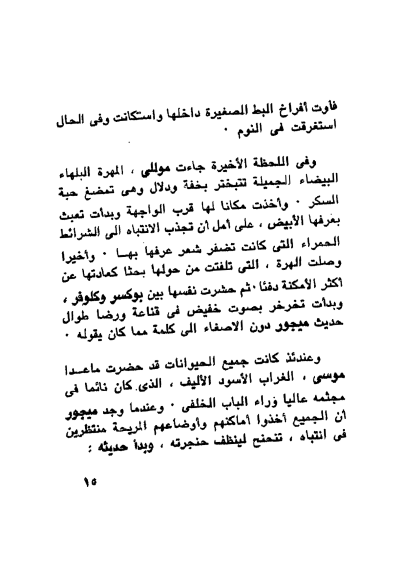 فأوت أفراخ البط الصغيرة داخلها واستكانت وفى الحال
استغرقت فى النوم .
وفى اللحظة الأخيرة جاءت موللي ، المهرة البلهاء
البيضاء الجميلة تتبختر بخفة ودلال وهى تمضغ حبة
السكر . وأخذت مكانا لها قرب الواجهة وبدأت تعبث
بعرفها الأبيض ، على أمل أن تجذب الانتباه الى الشرائط
الحمراء التى كانت تضفر شعر عرفها بهـا . وأخيرا
وصلت الهرة ، التى تلفتت من حولها بحثا كعادتها عن
أكثر الأمكنة دفئا . ثم حشرت نفسها بين بوكسر وكلوفر ،
وبدأت تخرخر بصوت خفيض فى قناعة ورضا طوال
حديث ميجور دون الاصغاء الى كلمة مما كان يقوله .
وعندئذ كانت جميع الحيوانات قد حضرت ماعـدا
موسى ، الغراب الأسود الأليف ، الذى كان نائما فى
مجثمه عاليا وراء الباب الخلفى . وعندما وجد ميجور
أن الجميع أخذوا أماكنهم وأوضاعهم المريحة منتظرين
فى انتباه ، تنحنح لينظف حنجرته ، وبدأ حديثه :
١٥